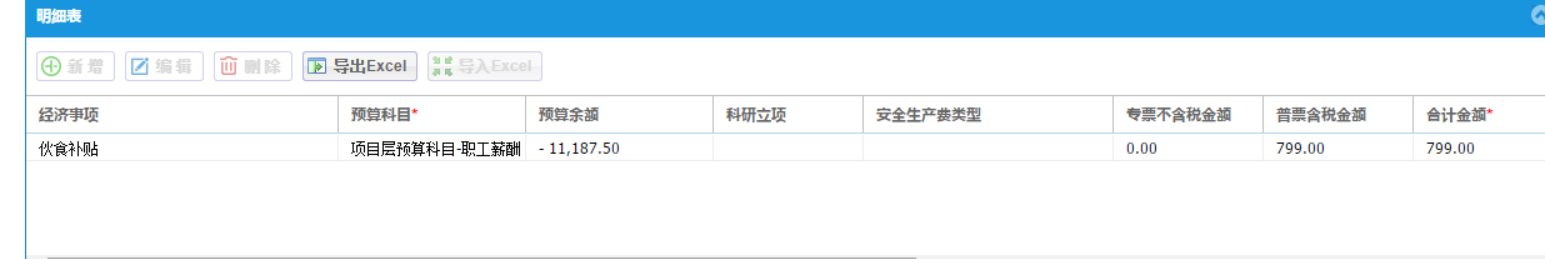 明细表
新增 编辑 删除 导出Excel 导入Excel
经济事项 预算科目* 预算余额 科研立项 安全生产费类型 专票不含税金额 普票含税金额 合计金额*
伙食补贴 项目层预算科目-职工薪酬 - 11,187.50 0.00 799.00 799.00